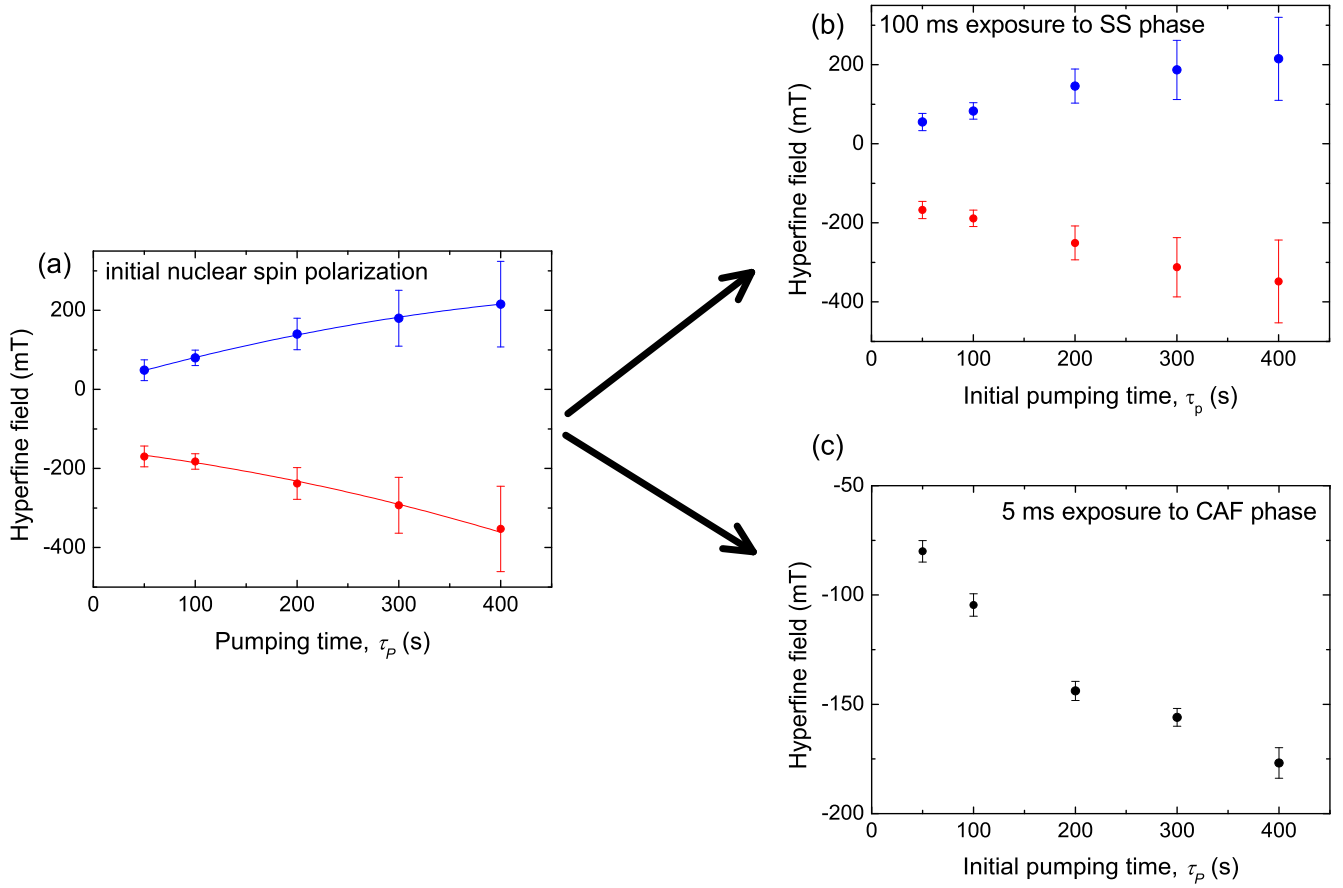 (a)
initial nuclear spin polarization
Hyperfine field (mT)
200
0
-200
-400
0 100 200 300 400
Pumping time, τP (s)
(b)
100 ms exposure to SS phase
Hyperfine field (mT)
200
0
-200
-400
0 100 200 300 400
Initial pumping time, τp (s)
(c)
5 ms exposure to CAF phase
Hyperfine field (mT)
-50
-100
-150
-200
0 100 200 300 400
Initial pumping time, τP (s)